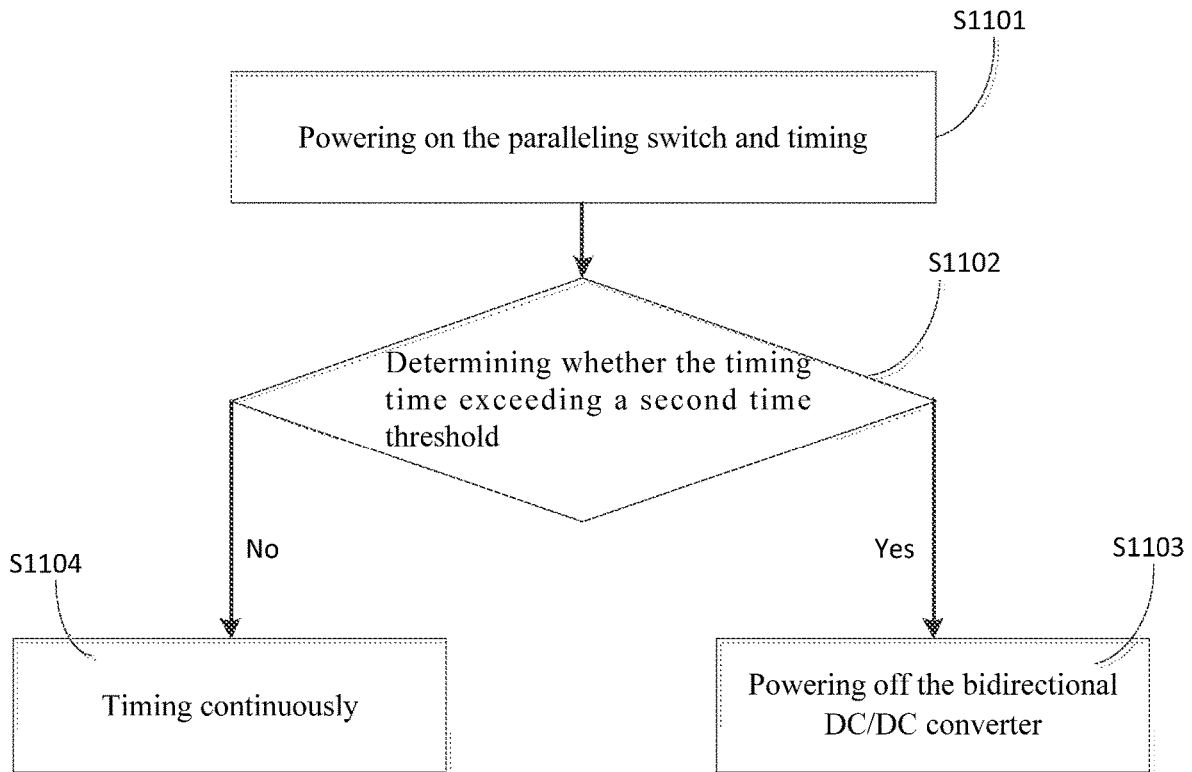 S1101
Powering on the paralleling switch and timing
S1102
Determining whether the timing
time exceeding a second time
threshold
No
Yes
S1104
S1103
Timing continuously
Powering off the bidirectional
DC/DC converter